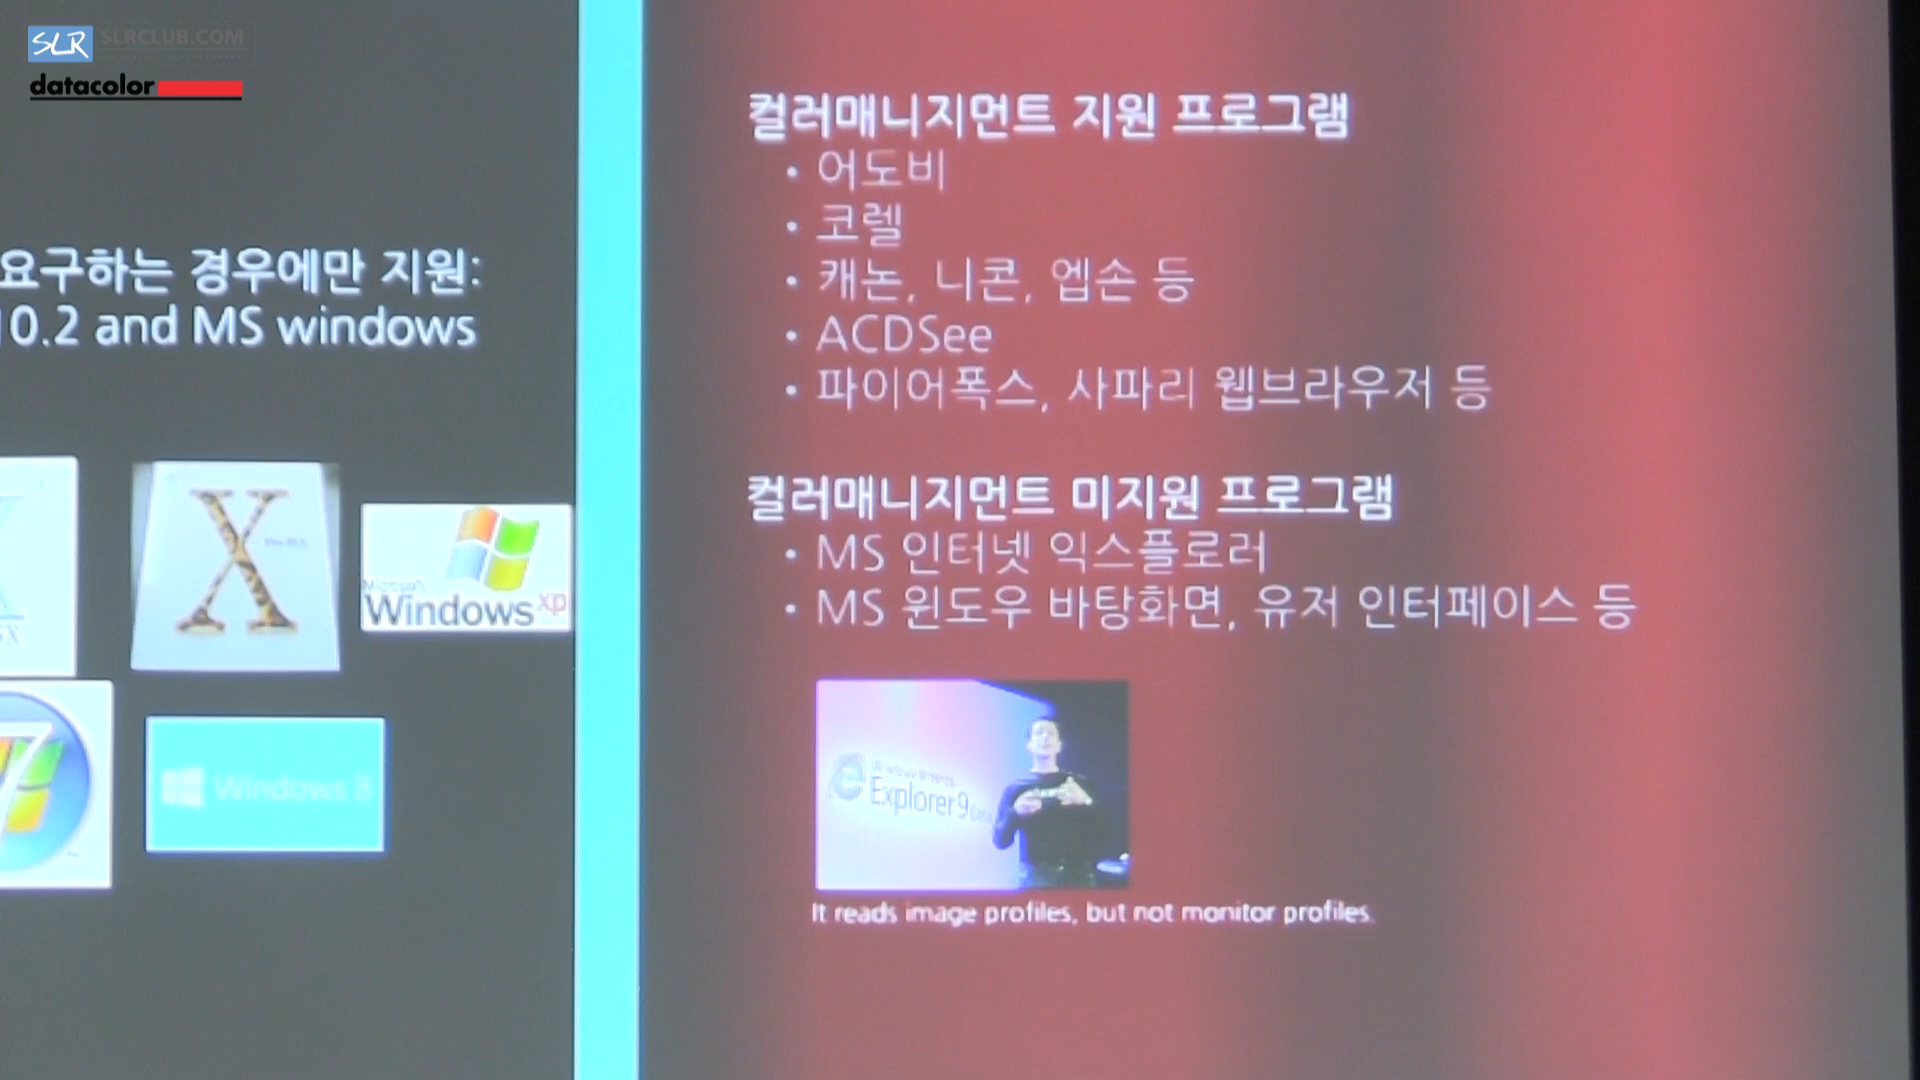 SLR SLRCLUB.COM
datacolor
요구하는 경우에만 지원:
10.2 and MS windows
Windows xp
Windows 8
컬러매니지먼트 지원 프로그램
• 어도비
• 코렐
• 캐논, 니콘, 엡손 등
• ACDSee
• 파이어폭스, 사파리 웹브라우저 등
컬러매니지먼트 미지원 프로그램
• MS 인터넷 익스플로러
• MS 윈도우 바탕화면, 유저 인터페이스 등
Explorer 9
It reads image profiles, but not monitor profiles.